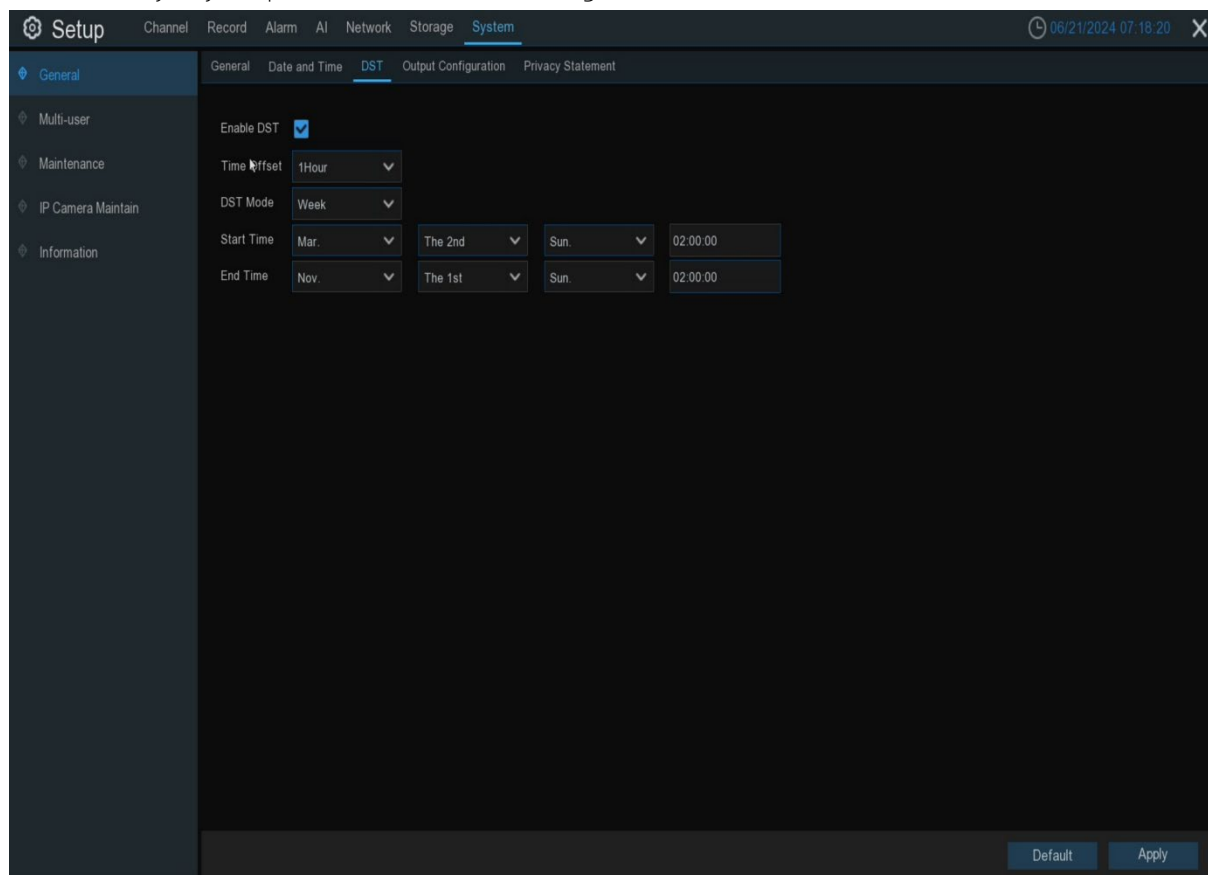 Setup Channel Record Alarm AI Network Storage System 06/21/2024 07:18:20 X
General
General Date and Time DST Output Configuration Privacy Statement
Multi-user
Maintenance
IP Camera Maintain
Information
Enable DST
Time Offset 1Hour
DST Mode Week
Start Time Mar. The 2nd Sun. 02:00:00
End Time Nov. The 1st Sun. 02:00:00
Default Apply